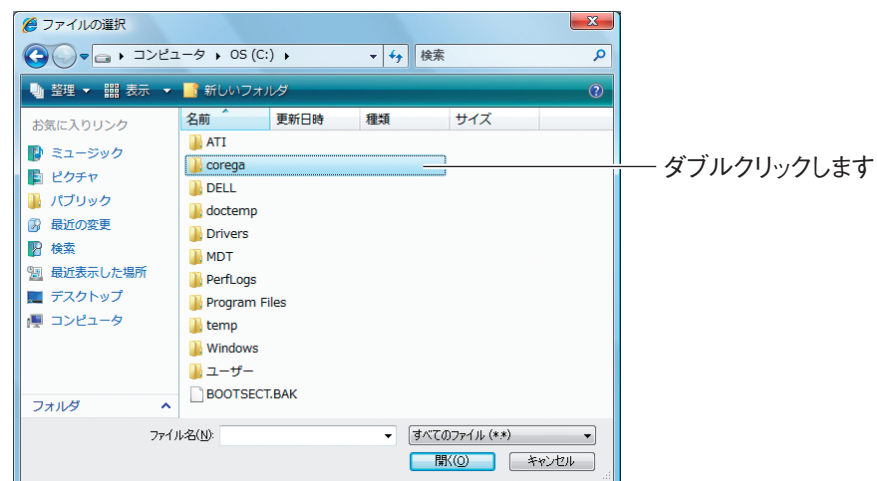 ファイルの選択
コンピュータ ▸ OS (C:) ▸
検索
整理 表示 新しいフォルダ
お気に入りリンク
ミュージック
ピクチャ
パブリック
最近の変更
検索
最近表示した場所
デスクトップ
コンピュータ
フォルダ
名前 更新日時 種類 サイズ
ATI
corega
DELL
doctemp
Drivers
MDT
PerfLogs
Program Files
temp
Windows
ユーザー
BOOTSECT.BAK
ダブルクリックします
ファイル名(N):
すべてのファイル (*.*)
開く(O) キャンセル